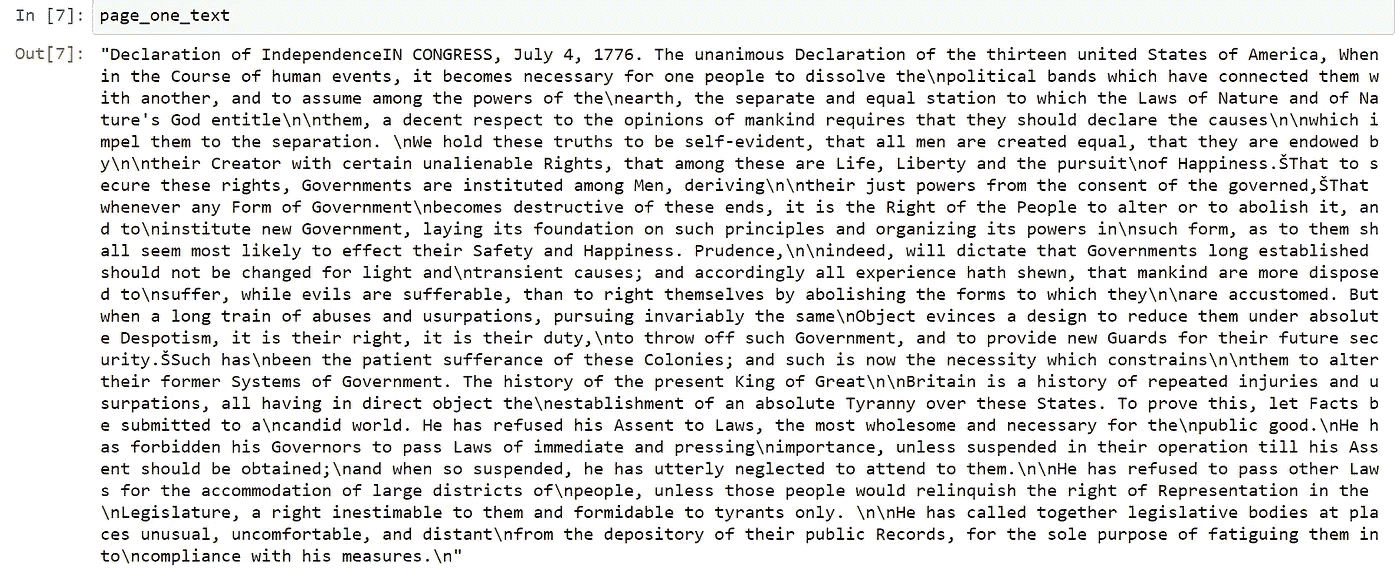 In [7]: page_one_text
Out[7]: "Declaration of IndependenceIN CONGRESS, July 4, 1776. The unanimous Declaration of the thirteen united States of America, When
in the Course of human events, it becomes necessary for one people to dissolve the\npolitical bands which have connected them w
ith another, and to assume among the powers of the\nearth, the separate and equal station to which the Laws of Nature and of Na
ture's God entitle\n\nthem, a decent respect to the opinions of mankind requires that they should declare the causes\n\nwhich i
mpel them to the separation. \nWe hold these truths to be self-evident, that all men are created equal, that they are endowed b
y\n\ntheir Creator with certain unalienable Rights, that among these are Life, Liberty and the pursuit\nof Happiness.ŠThat to s
ecure these rights, Governments are instituted among Men, deriving\n\ntheir just powers from the consent of the governed,ŠThat
whenever any Form of Government\nbecomes destructive of these ends, it is the Right of the People to alter or to abolish it, an
d to\ninstitute new Government, laying its foundation on such principles and organizing its powers in\nsuch form, as to them sh
all seem most likely to effect their Safety and Happiness. Prudence,\n\nindeed, will dictate that Governments long established
should not be changed for light and\ntransient causes; and accordingly all experience hath shewn, that mankind are more dispose
d to\nsuffer, while evils are sufferable, than to right themselves by abolishing the forms to which they\n\nare accustomed. But
when a long train of abuses and usurpations, pursuing invariably the same\nObject evinces a design to reduce them under absolut
e Despotism, it is their right, it is their duty,\nto throw off such Government, and to provide new Guards for their future sec
urity.ŠSuch has\nbeen the patient sufferance of these Colonies; and such is now the necessity which constrains\n\nthem to alter
their former Systems of Government. The history of the present King of Great\n\nBritain is a history of repeated injuries and u
surpations, all having in direct object the\nestablishment of an absolute Tyranny over these States. To prove this, let Facts b
e submitted to a\ncandid world. He has refused his Assent to Laws, the most wholesome and necessary for the\npublic good.\nHe h
as forbidden his Governors to pass Laws of immediate and pressing\nimportance, unless suspended in their operation till his Ass
ent should be obtained;\nand when so suspended, he has utterly neglected to attend to them.\n\nHe has refused to pass other Law
s for the accommodation of large districts of\npeople, unless those people would relinquish the right of Representation in the
\nLegislature, a right inestimable to them and formidable to tyrants only. \n\nHe has called together legislative bodies at pla
ces unusual, uncomfortable, and distant\nfrom the depository of their public Records, for the sole purpose of fatiguing them in
to\ncompliance with his measures.\n"